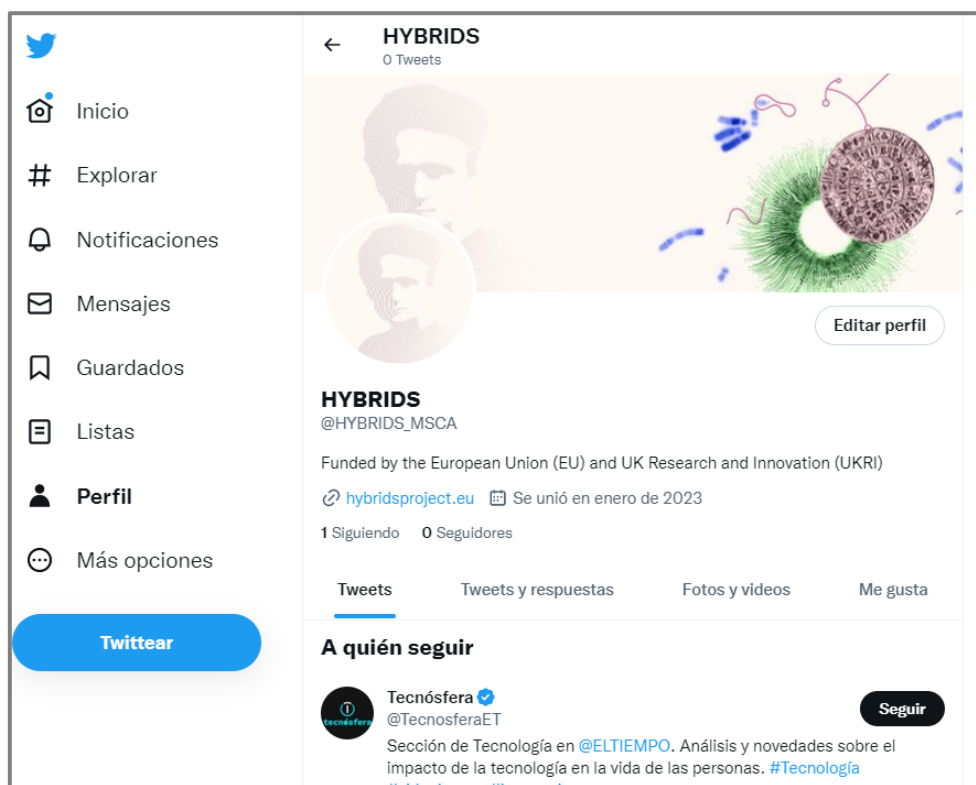 HYBRIDS
0 Tweets
Inicio
Explorar
Notificaciones
Mensajes
Guardados
Listas
Perfil
Más opciones
Twittear
Editar perfil
HYBRIDS
@HYBRIDS_MSCA
Funded by the European Union (EU) and UK Research and Innovation (UKRI)
hybridsproject.eu Se unió en enero de 2023
1 Siguiendo 0 Seguidores
Tweets Tweets y respuestas Fotos y videos Me gusta
A quién seguir
tecnósfera
Tecnósfera
@TecnosferaET
Seguir
Sección de Tecnología en @ELTIEMPO. Análisis y novedades sobre el
impacto de la tecnología en la vida de las personas. #Tecnología